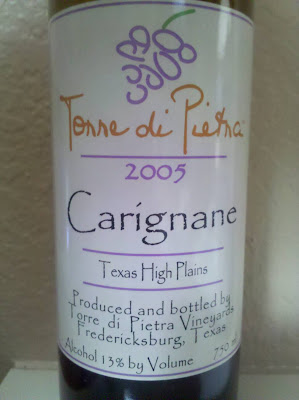 Torre di Pietra
2005
Carignane
Texas High Plains
Produced and bottled by
Torre di Pietra Vineyards
Fredericksburg, Texas
Alcohol 13% by Volume 750 ml